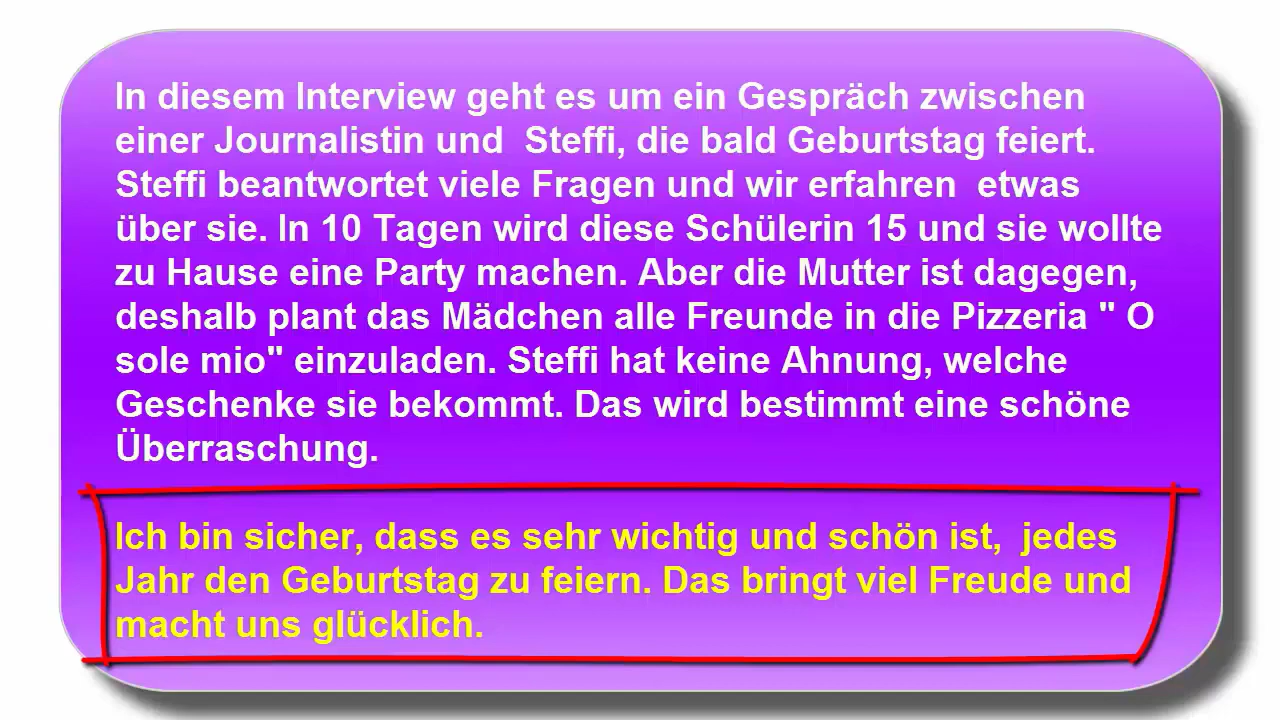 In diesem Interview geht es um ein Gespräch zwischen
einer Journalistin und  Steffi, die bald Geburtstag feiert.
Steffi beantwortet viele Fragen und wir erfahren  etwas
über sie. In 10 Tagen wird diese Schülerin 15 und sie wollte
zu Hause eine Party machen. Aber die Mutter ist dagegen,
deshalb plant das Mädchen alle Freunde in die Pizzeria " O
sole mio" einzuladen. Steffi hat keine Ahnung, welche
Geschenke sie bekommt. Das wird bestimmt eine schöne
Überraschung.
Ich bin sicher, dass es sehr wichtig und schön ist,  jedes
Jahr den Geburtstag zu feiern. Das bringt viel Freude und
macht uns glücklich.